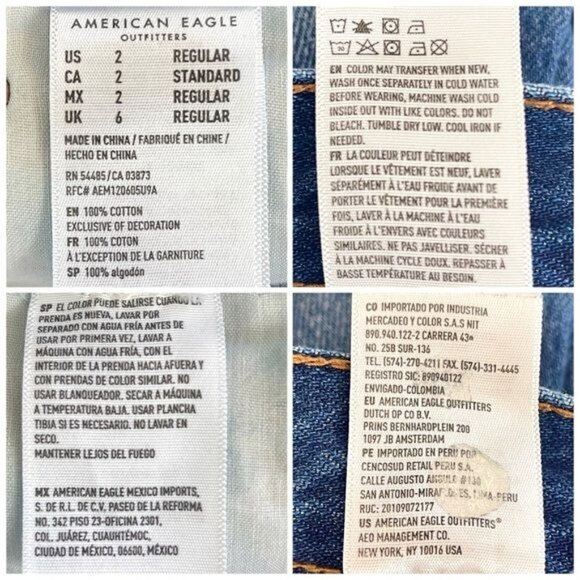 AMERICAN EAGLE
OUTFITTERS
US 2 REGULAR
CA 2 STANDARD
MX 2 REGULAR
UK 6 REGULAR
MADE IN CHINA / FABRIQUÉ EN CHINE /
HECHO EN CHINA
RN 54485/CA 03873
RFC# AEM120605U9A
EN 100% COTTON
EXCLUSIVE OF DECORATION
FR 100% COTON
À L'EXCEPTION DE LA GARNITURE
SP 100% algodón
EN COLOR MAY TRANSFER WHEN NEW,
WASH ONCE SEPARATELY IN COLD WATER
BEFORE WEARING, MACHINE WASH COLD
INSIDE OUT WITH LIKE COLORS. DO NOT
BLEACH. TUMBLE DRY LOW. COOL IRON IF
NEEDED.
FR LA COULEUR PEUT DÉTEINDRE
LORSQUE LE VÊTEMENT EST NEUF, LAVER
SÉPARÉMENT À L'EAU FROIDE AVANT DE
PORTER LE VÊTEMENT POUR LA PREMIÈRE
FOIS, LAVER À LA MACHINE À L'EAU
FROIDE À L'ENVERS AVEC COULEURS
SIMILAIRES. NE PAS JAVELLISER. SÉCHER
À LA MACHINE CYCLE DOUX. REPASSER À
BASSE TEMPÉRATURE AU BESOIN.
SP EL COLOR PUEDE SALIRSE CUANDO LA
PRENDA ES NUEVA, LAVAR POR
SEPARADO CON AGUA FRÍA ANTES DE
USAR POR PRIMERA VEZ, LAVAR A
MÁQUINA CON AGUA FRÍA, CON EL
INTERIOR DE LA PRENDA HACIA AFUERA Y
CON PRENDAS DE COLOR SIMILAR. NO
USAR BLANQUEADOR. SECAR A MÁQUINA
A TEMPERATURA BAJA. USAR PLANCHA
TIBIA SI ES NECESARIO. NO LAVAR EN
SECO.
MANTENER LEJOS DEL FUEGO
MX AMERICAN EAGLE MEXICO IMPORTS,
S. DE R.L. DE C.V. PASEO DE LA REFORMA
NO. 342 PISO 23-OFICINA 2301,
COL. JUÁREZ, CUAUHTÉMOC,
CIUDAD DE MÉXICO, 06600, MÉXICO
CO IMPORTADO POR INDUSTRIA
MERCADEO Y COLOR S.A.S NIT
890.940.122-2 CARRERA 43ª
NO. 25B SUR-136
TEL. (574)-270-4211 FAX. (574)-331-4445
REGISTRO SIC: 890940122
ENVIGADO-COLOMBIA
EU AMERICAN EAGLE OUTFITTERS
DUTCH OP CO B.V.
PRINS BERNHARDPLEIN 200
1097 JB AMSTERDAM
PE IMPORTADO EN PERU POR
CENCOSUD RETAIL PERU S.A.
CALLE AUGUSTO ANGULO #130
SAN ANTONIO-MIRAFLORES, LIMA-PERU
RUC: 20109072177
US AMERICAN EAGLE OUTFITTERS
AEO MANAGEMENT CO.
NEW YORK, NY 10016 USA